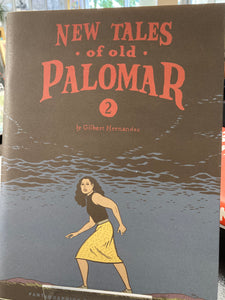 NEW TALES
of old
PALOMAR
2
by Gilbert Hernandez